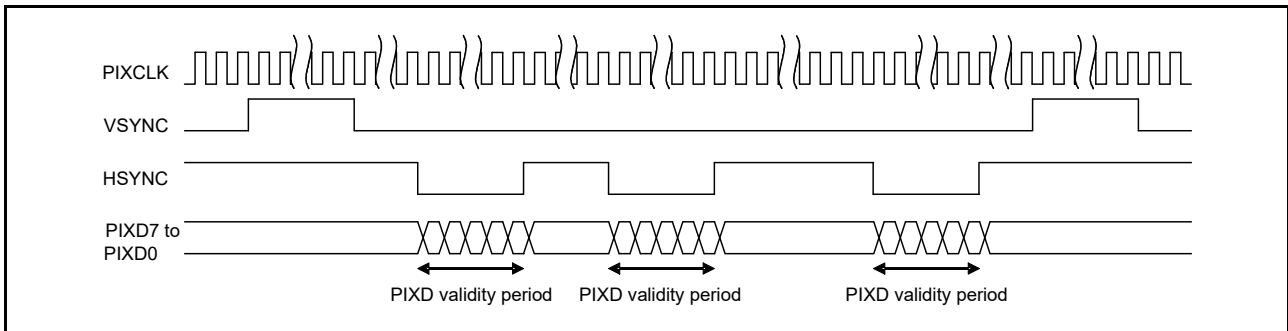 PIXCLK
VSYNC
HSYNC
PIXD7 to
PIXD0
PIXD validity period PIXD validity period PIXD validity period